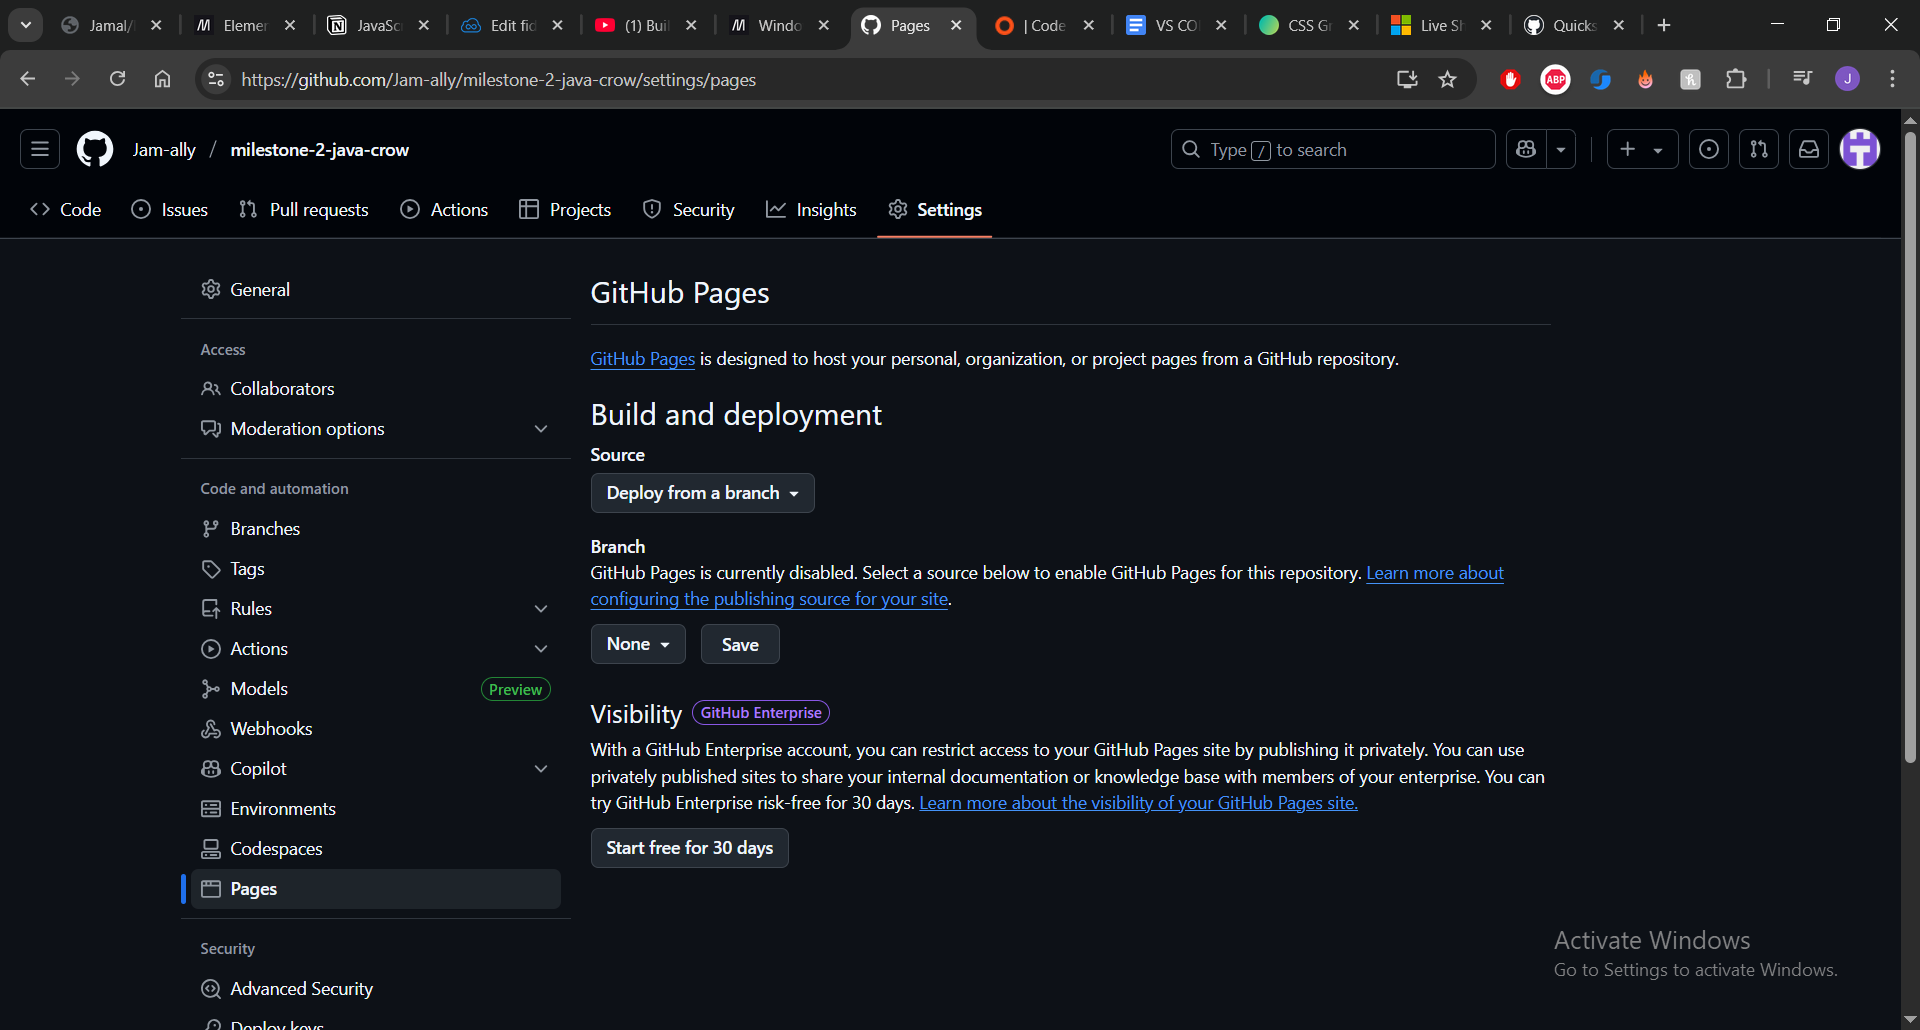 Jamal/
Elemer
JavaSc
Edit fid
(1) Buil
Windo
Pages
| Code
VS CO
CSS Gr
Live Sh
Quicks
https://github.com/Jam-ally/milestone-2-java-crow/settings/pages
ABP
J
Jam-ally / milestone-2-java-crow
Type / to search
Code
Issues
Pull requests
Actions
Projects
Security
Insights
Settings
General
Access
Collaborators
Moderation options
Code and automation
Branches
Tags
Rules
Actions
Models
Preview
Webhooks
Copilot
Environments
Codespaces
Pages
Security
Advanced Security
Deploy keys
GitHub Pages
GitHub Pages is designed to host your personal, organization, or project pages from a GitHub repository.
Build and deployment
Source
Deploy from a branch
Branch
GitHub Pages is currently disabled. Select a source below to enable GitHub Pages for this repository. Learn more about
configuring the publishing source for your site.
None
Save
Visibility
GitHub Enterprise
With a GitHub Enterprise account, you can restrict access to your GitHub Pages site by publishing it privately. You can use
privately published sites to share your internal documentation or knowledge base with members of your enterprise. You can
try GitHub Enterprise risk-free for 30 days. Learn more about the visibility of your GitHub Pages site.
Start free for 30 days
Activate Windows
Go to Settings to activate Windows.